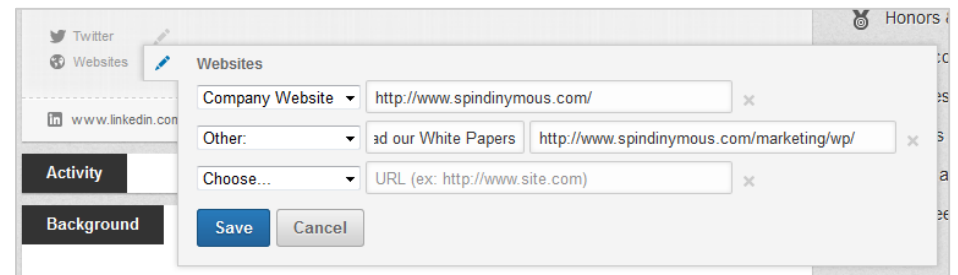 Twitter
Honors
Websites
Websites
Company Website http://www.spindinymous.com/
www.linkedin.com
Other: ad our White Papers http://www.spindinymous.com/marketing/wp/
Activity
Choose... URL (ex: http://www.site.com)
Background
Save Cancel